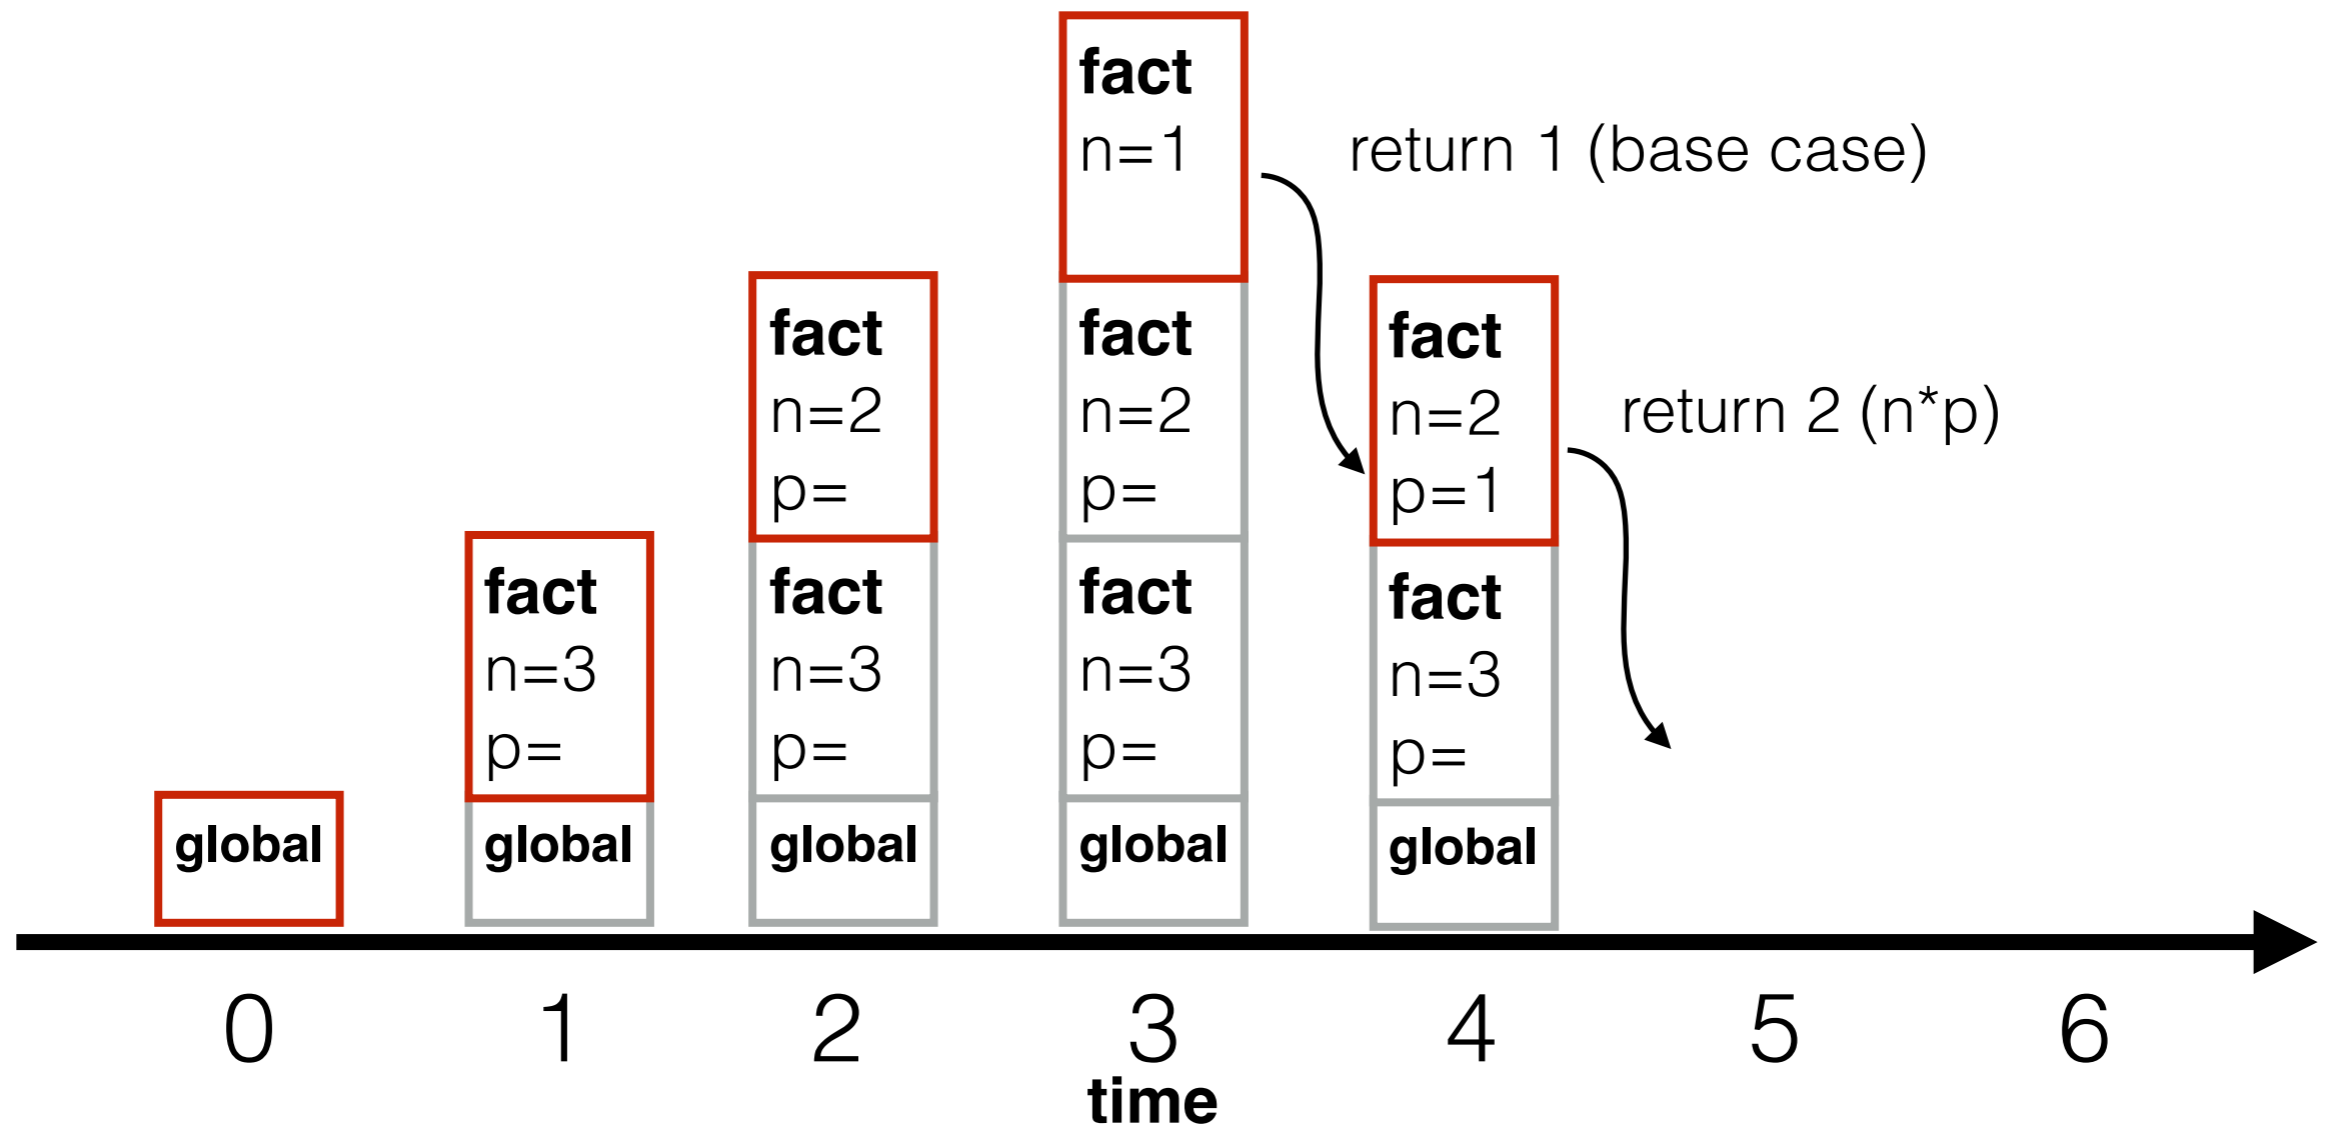 global
fact
n=3
p=
global
fact
n=2
p=
fact
n=3
p=
global
fact
n=1
fact
n=2
p=
fact
n=3
p=
global
return 1 (base case)
fact
n=2
p=1
fact
n=3
p=
global
return 2 (n*p)
0 1 2 3 4 5 6
time